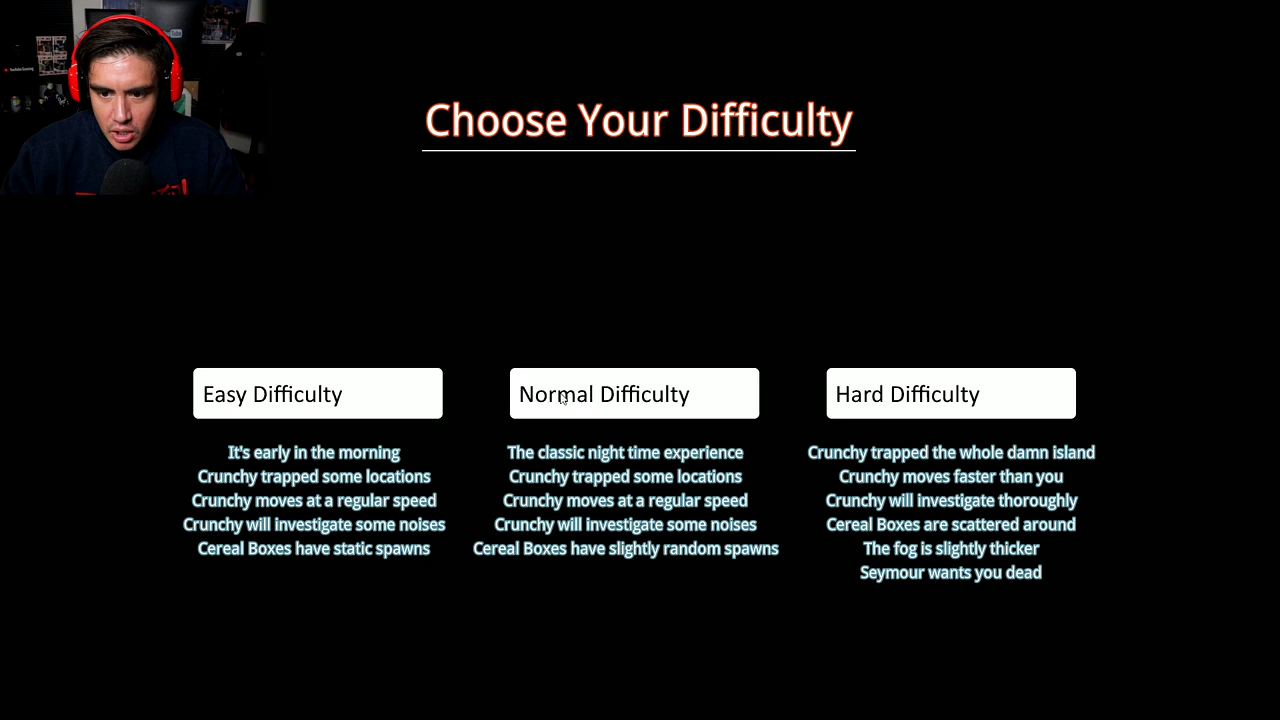 Choose Your Difficulty
Easy Difficulty
It's early in the morning
Crunchy trapped some locations
Crunchy moves at a regular speed
Crunchy will investigate some noises
Cereal Boxes have static spawns
Normal Difficulty
The classic night time experience
Crunchy trapped some locations
Crunchy moves at a regular speed
Crunchy will investigate some noises
Cereal Boxes have slightly random spawns
Hard Difficulty
Crunchy trapped the whole damn island
Crunchy moves faster than you
Crunchy will investigate thoroughly
Cereal Boxes are scattered around
The fog is slightly thicker
Seymour wants you dead